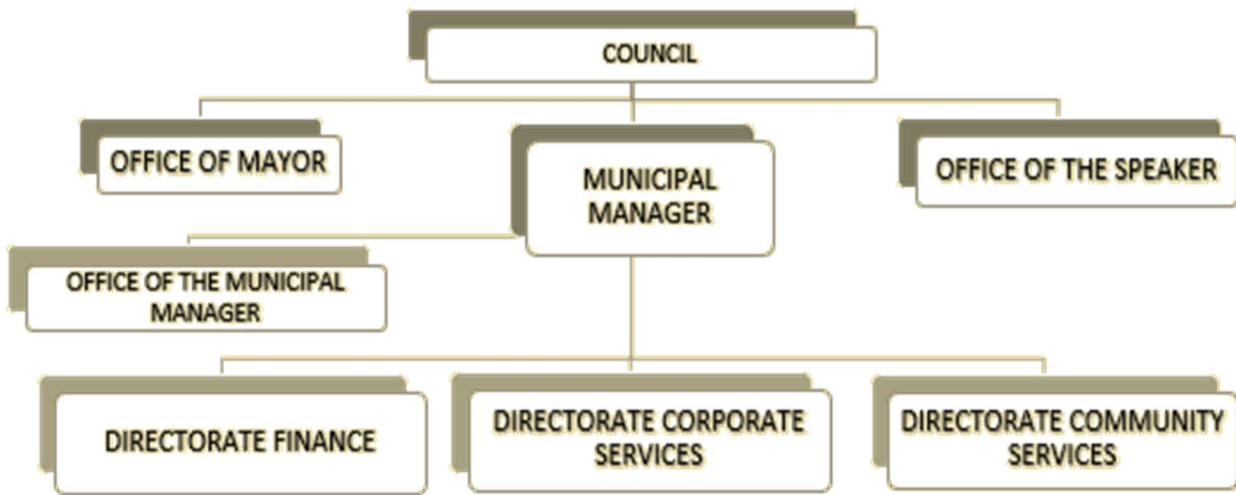 COUNCIL
OFFICE OF MAYOR
MUNICIPAL
MANAGER
OFFICE OF THE SPEAKER
OFFICE OF THE MUNICIPAL
MANAGER
DIRECTORATE FINANCE
DIRECTORATE CORPORATE
SERVICES
DIRECTORATE COMMUNITY
SERVICES